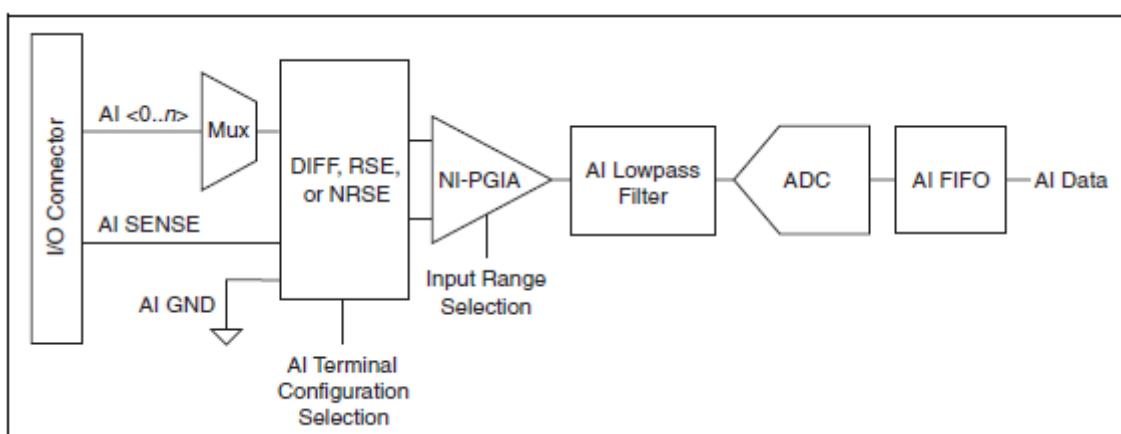 I/O Connector
AI <0..n>
Mux
AI SENSE
AI GND
DIFF, RSE,
or NRSE
AI Terminal
Configuration
Selection
NI-PGIA
Input Range
Selection
AI Lowpass
Filter
ADC
AI FIFO
AI Data